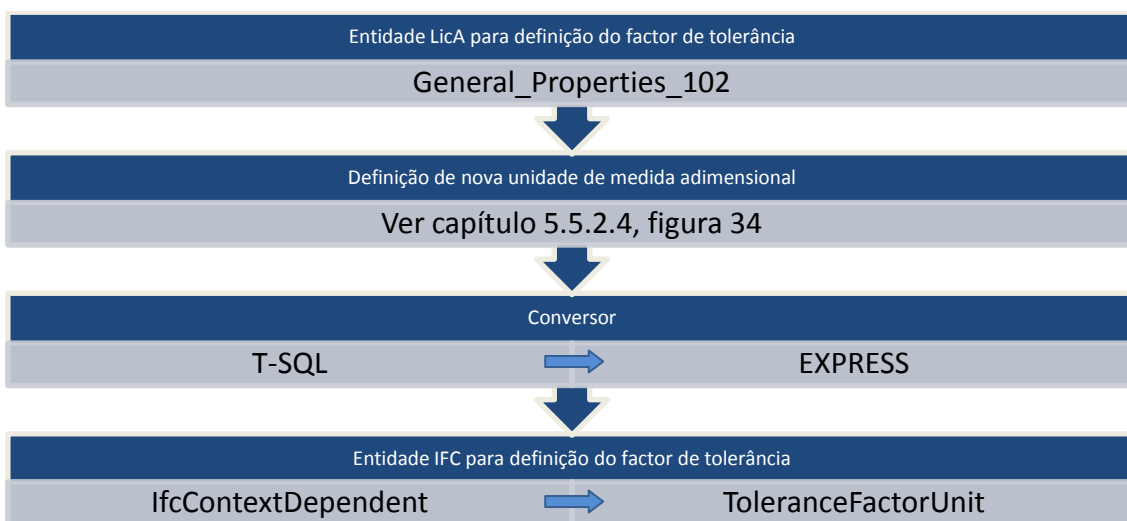 Entidade LicA para definição do factor de tolerância
General_Properties_102
Definição de nova unidade de medida adimensional
Ver capítulo 5.5.2.4, figura 34
Conversor
T-SQL EXPRESS
Entidade IFC para definição do factor de tolerância
IfcContextDependent ToleranceFactorUnit